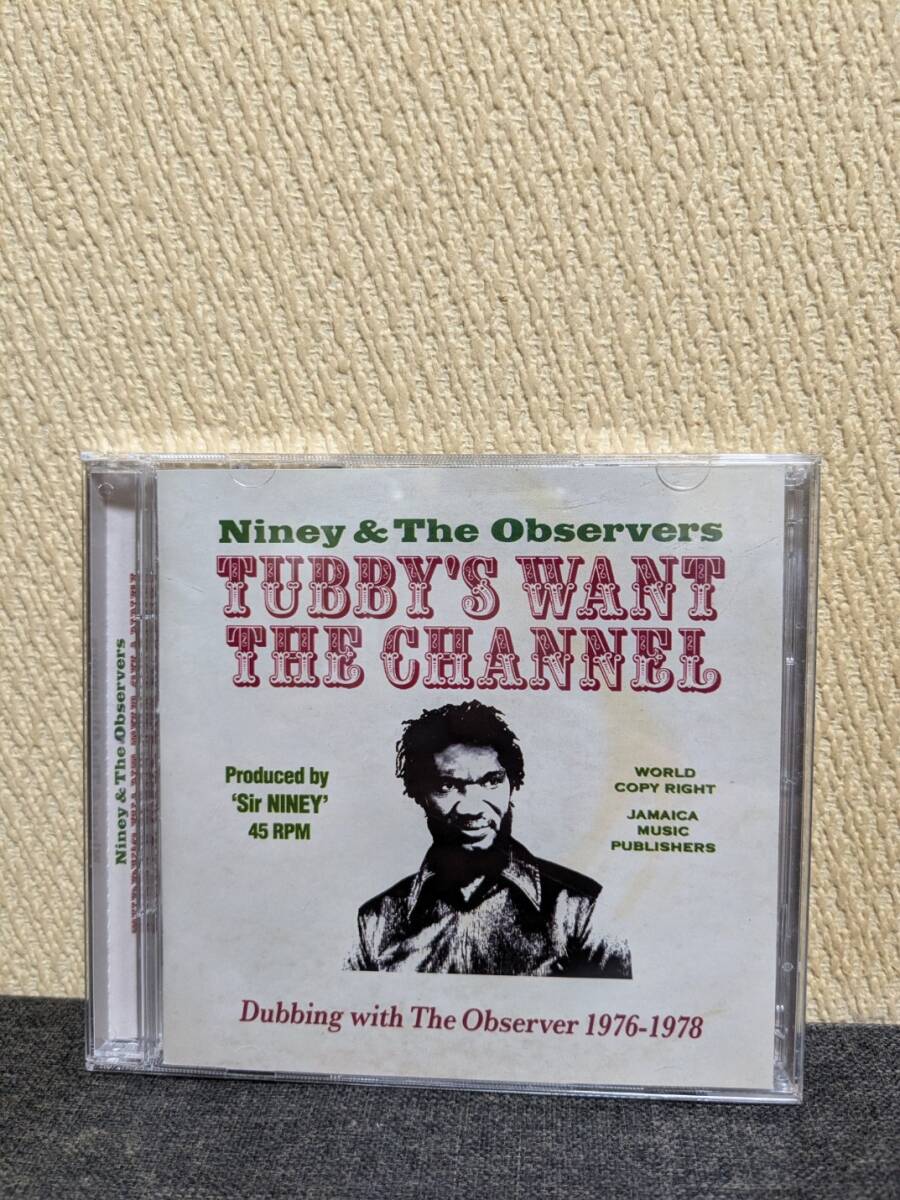 Niney & The Observers
TUBBY'S WANT
THE CHANNEL
Produced by
'Sir NINEY'
45 RPM
WORLD
COPY RIGHT
JAMAICA
MUSIC
PUBLISHERS
Dubbing with The Observer 1976-1978
Niney & The Observers